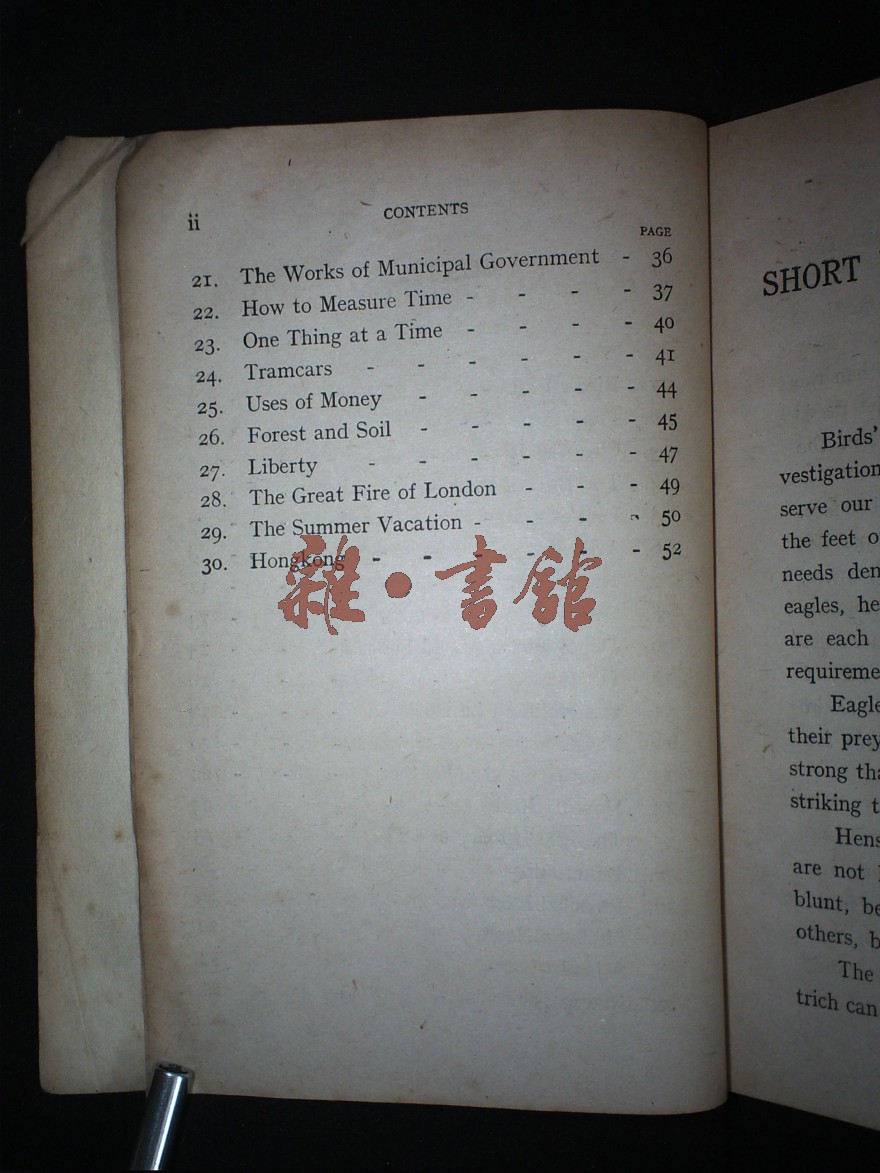 ii
CONTENTS
PAGE
21. The Works of Municipal Government - 36
22. How to Measure Time - - - - 37
23. One Thing at a Time - - - - 40
24. Tramcars - - - - - - 41
25. Uses of Money - - - - - 44
26. Forest and Soil - - - - - 45
27. Liberty - - - - - - 47
28. The Great Fire of London - - - 49
29. The Summer Vacation - - - - 50
30. Hongkong - - - - - - 52
雜·書館
SHORT
Birds'
vestigation
serve our
the feet o
needs dem
eagles, he
are each
requireme
Eagle
their prey
strong tha
striking t
Hens
are not
blunt, be
others, b
The
trich can